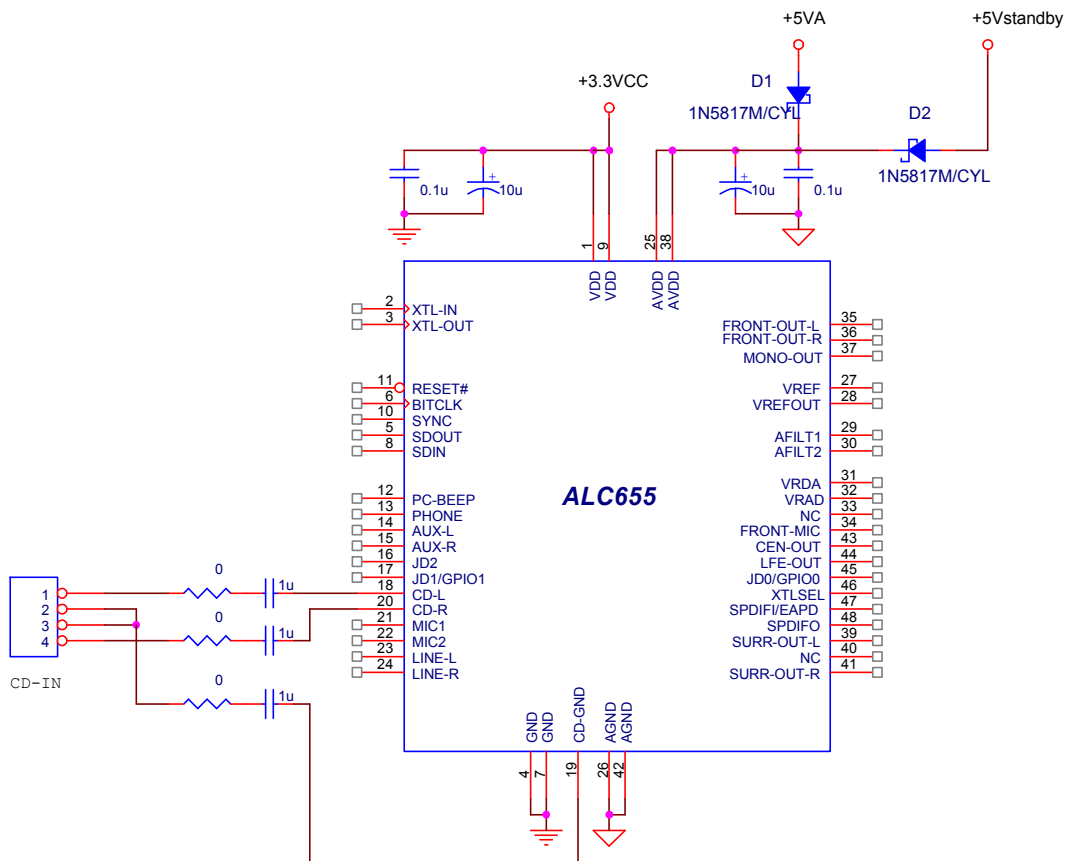 +5VA
+5Vstandby
+3.3VCC
D1
1N5817M/CYL
D2
1N5817M/CYL
0.1u
+
10u
+
10u
0.1u
1
9
25
38
VDD
VDD
AVDD
AVDD
2
XTL-IN
3
XTL-OUT
11
RESET#
6
BITCLK
10
SYNC
5
SDOUT
8
SDIN
12
PC-BEEP
13
PHONE
14
AUX-L
15
AUX-R
16
JD2
17
JD1/GPIO1
18
CD-L
20
CD-R
21
MIC1
22
MIC2
23
LINE-L
24
LINE-R
ALC655
FRONT-OUT-L
35
FRONT-OUT-R
36
MONO-OUT
37
VREF
27
VREFOUT
28
AFILT1
29
AFILT2
30
VRDA
31
VRAD
32
NC
33
FRONT-MIC
34
CEN-OUT
43
LFE-OUT
44
JD0/GPIO0
45
XTLSEL
46
SPDIFI/EAPD
47
SPDIFO
48
SURR-OUT-L
39
NC
40
SURR-OUT-R
41
0
1u
0
1u
0
1u
1
2
3
4
CD-IN
GND
GND
CD-GND
AGND
AGND
4
7
19
26
42